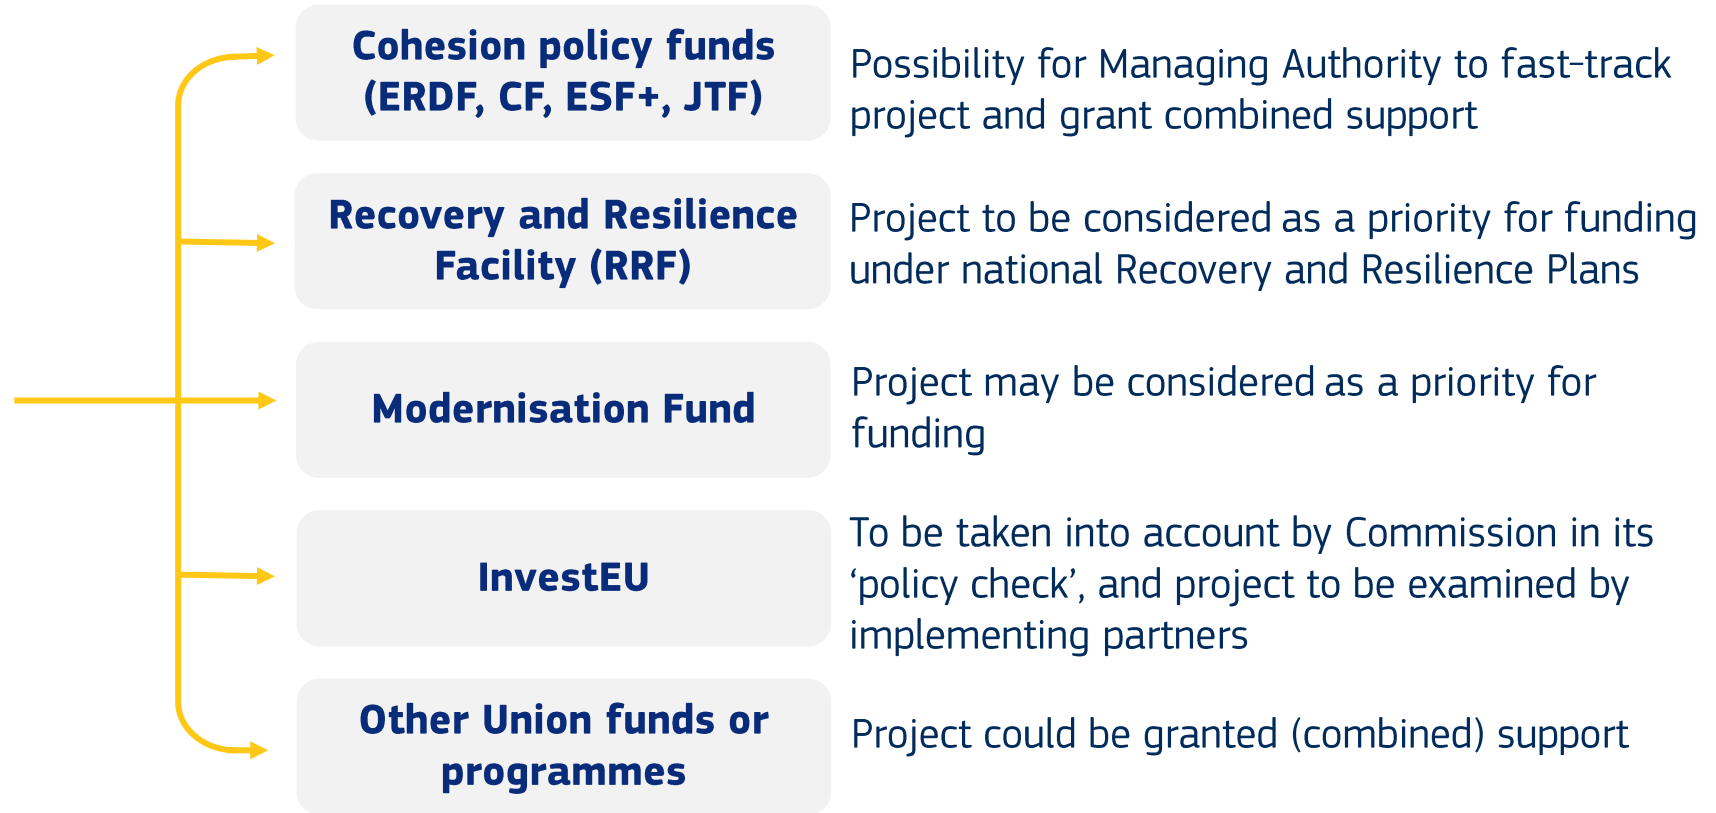 Cohesion policy funds
(ERDF, CF, ESF+, JTF)
Possibility for Managing Authority to fast-track
project and grant combined support
Recovery and Resilience
Facility (RRF)
Project to be considered as a priority for funding
under national Recovery and Resilience Plans
Modernisation Fund
Project may be considered as a priority for
funding
InvestEU
To be taken into account by Commission in its
‘policy check’, and project to be examined by
implementing partners
Other Union funds or
programmes
Project could be granted (combined) support